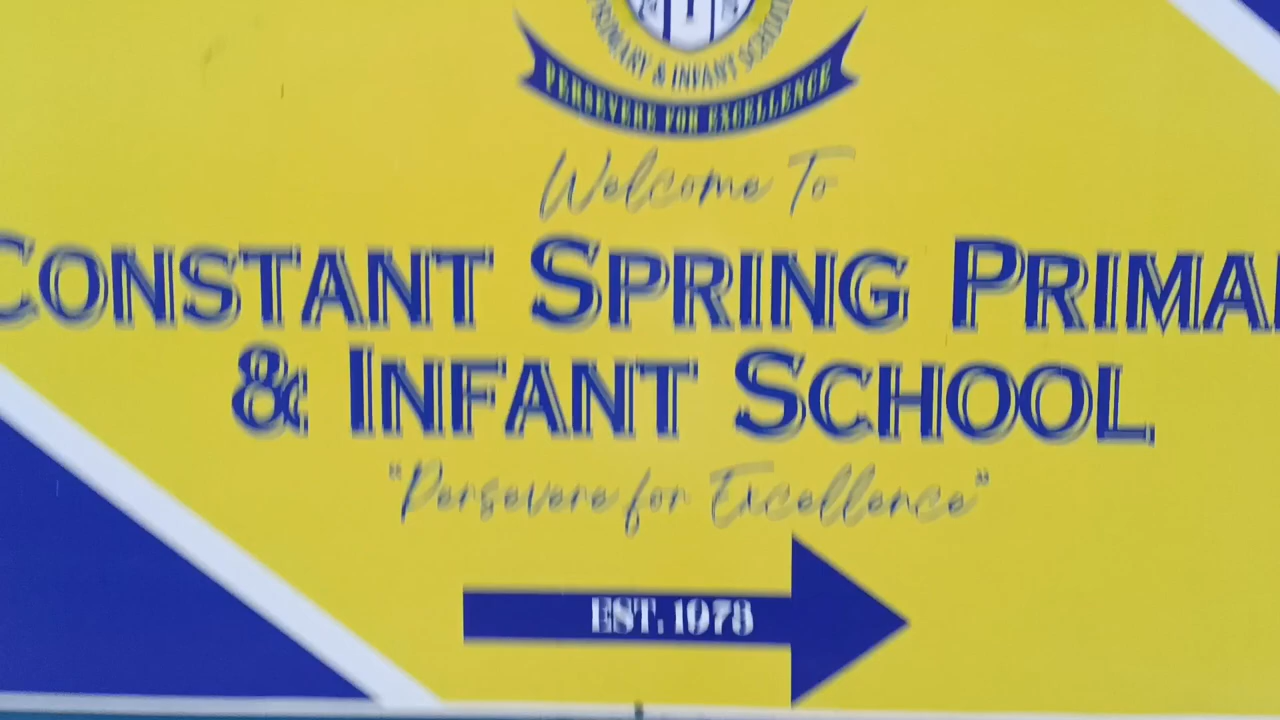 PRIMARY & INFANT SCHOOL
PERSEVERE FOR EXCELLENCE
Welcome To
CONSTANT SPRING PRIMA
& INFANT SCHOOL
"Persevere for Excellence"
EST. 1978